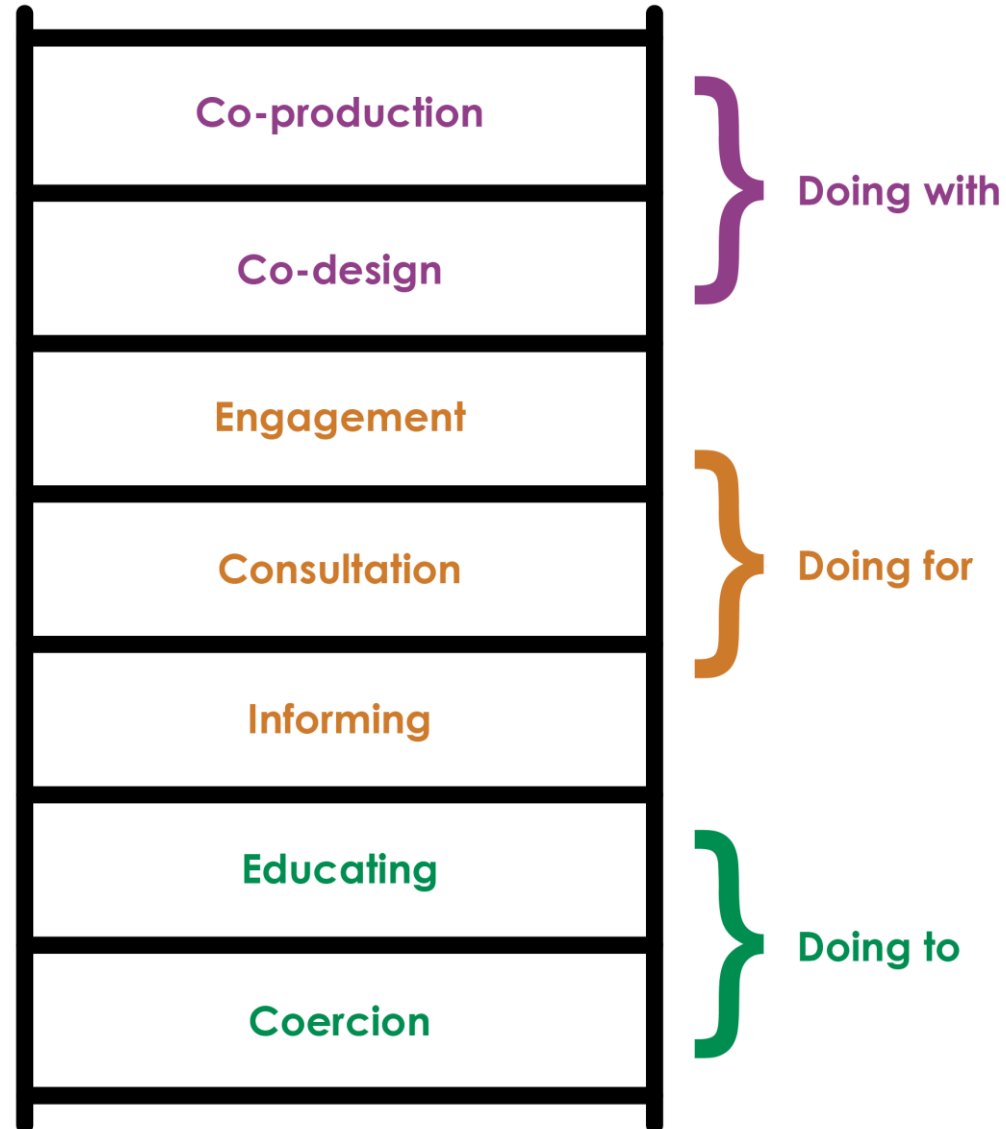 Co-production
Doing with
Co-design
Engagement
Consultation
Doing for
Informing
Educating
Doing to
Coercion